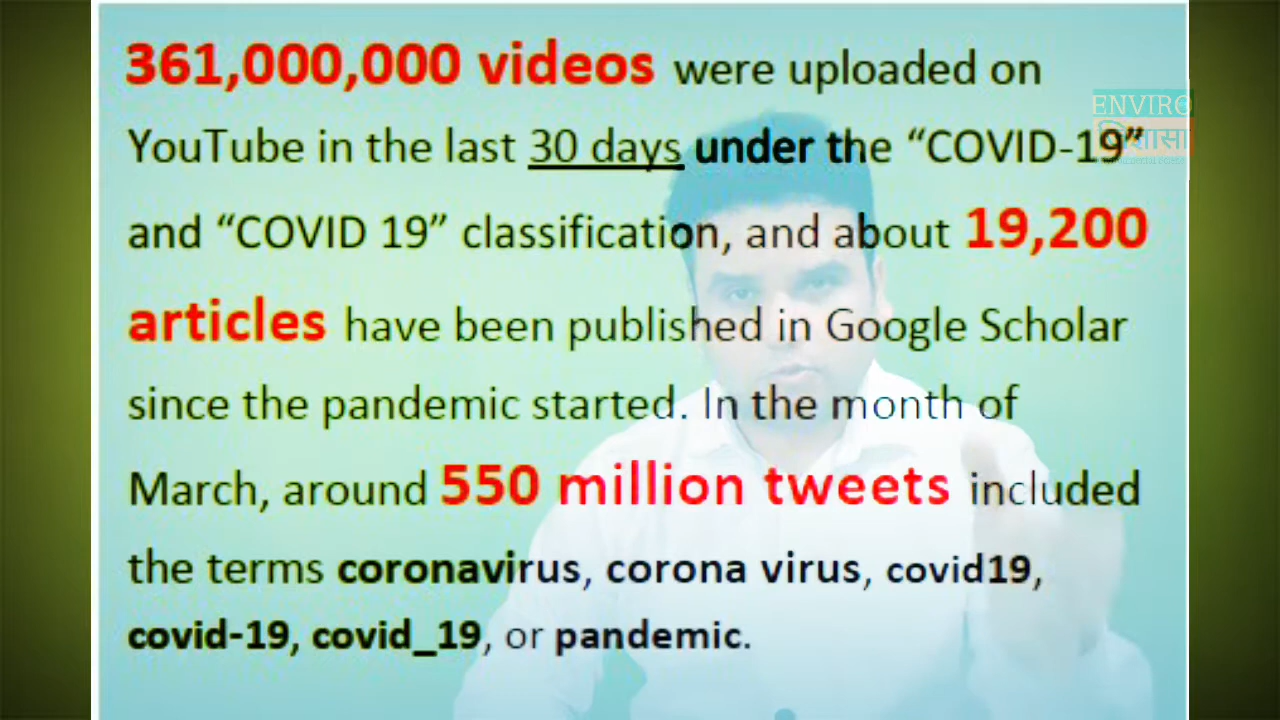 361,000,000 videos were uploaded on
YouTube in the last 30 days under the “COVID-19”
and “COVID 19” classification, and about 19,200
articles have been published in Google Scholar
since the pandemic started. In the month of
March, around 550 million tweets included
the terms coronavirus, corona virus, covid19,
covid-19, covid_19, or pandemic.
ENVIRO